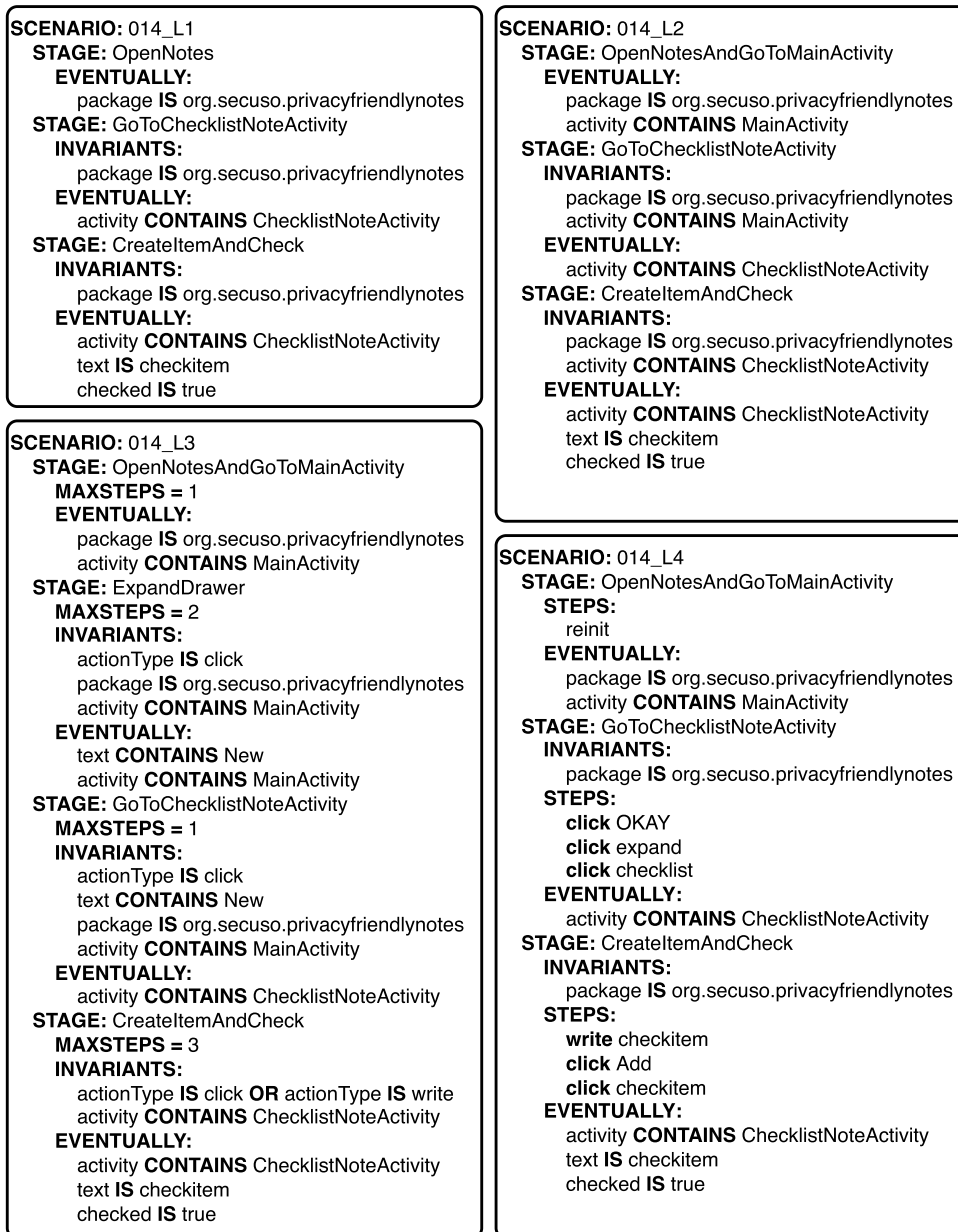 SCENARIO: 014_L1
STAGE: OpenNotes
EVENTUALLY:
package IS org.secuso.privacyfriendlynotes
STAGE: GoToChecklistNoteActivity
INVARIANTS:
package IS org.secuso.privacyfriendlynotes
EVENTUALLY:
activity CONTAINS ChecklistNoteActivity
STAGE: CreateItemAndCheck
INVARIANTS:
package IS org.secuso.privacyfriendlynotes
EVENTUALLY:
activity CONTAINS ChecklistNoteActivity
text IS checkitem
checked IS true
SCENARIO: 014_L2
STAGE: OpenNotesAndGoToMainActivity
EVENTUALLY:
package IS org.secuso.privacyfriendlynotes
activity CONTAINS MainActivity
STAGE: GoToChecklistNoteActivity
INVARIANTS:
package IS org.secuso.privacyfriendlynotes
activity CONTAINS MainActivity
EVENTUALLY:
activity CONTAINS ChecklistNoteActivity
STAGE: CreateItemAndCheck
INVARIANTS:
package IS org.secuso.privacyfriendlynotes
activity CONTAINS ChecklistNoteActivity
EVENTUALLY:
activity CONTAINS ChecklistNoteActivity
text IS checkitem
checked IS true
SCENARIO: 014_L3
STAGE: OpenNotesAndGoToMainActivity
MAXSTEPS = 1
EVENTUALLY:
package IS org.secuso.privacyfriendlynotes
activity CONTAINS MainActivity
STAGE: ExpandDrawer
MAXSTEPS = 2
INVARIANTS:
actionType IS click
package IS org.secuso.privacyfriendlynotes
activity CONTAINS MainActivity
EVENTUALLY:
text CONTAINS New
activity CONTAINS MainActivity
STAGE: GoToChecklistNoteActivity
MAXSTEPS = 1
INVARIANTS:
actionType IS click
text CONTAINS New
package IS org.secuso.privacyfriendlynotes
activity CONTAINS MainActivity
EVENTUALLY:
activity CONTAINS ChecklistNoteActivity
STAGE: CreateItemAndCheck
MAXSTEPS = 3
INVARIANTS:
actionType IS click OR actionType IS write
activity CONTAINS ChecklistNoteActivity
EVENTUALLY:
activity CONTAINS ChecklistNoteActivity
text IS checkitem
checked IS true
SCENARIO: 014_L4
STAGE: OpenNotesAndGoToMainActivity
STEPS:
reinit
EVENTUALLY:
package IS org.secuso.privacyfriendlynotes
activity CONTAINS MainActivity
STAGE: GoToChecklistNoteActivity
INVARIANTS:
package IS org.secuso.privacyfriendlynotes
STEPS:
click OKAY
click expand
click checklist
EVENTUALLY:
activity CONTAINS ChecklistNoteActivity
STAGE: CreateItemAndCheck
INVARIANTS:
package IS org.secuso.privacyfriendlynotes
STEPS:
write checkitem
click Add
click checkitem
EVENTUALLY:
activity CONTAINS ChecklistNoteActivity
text IS checkitem
checked IS true